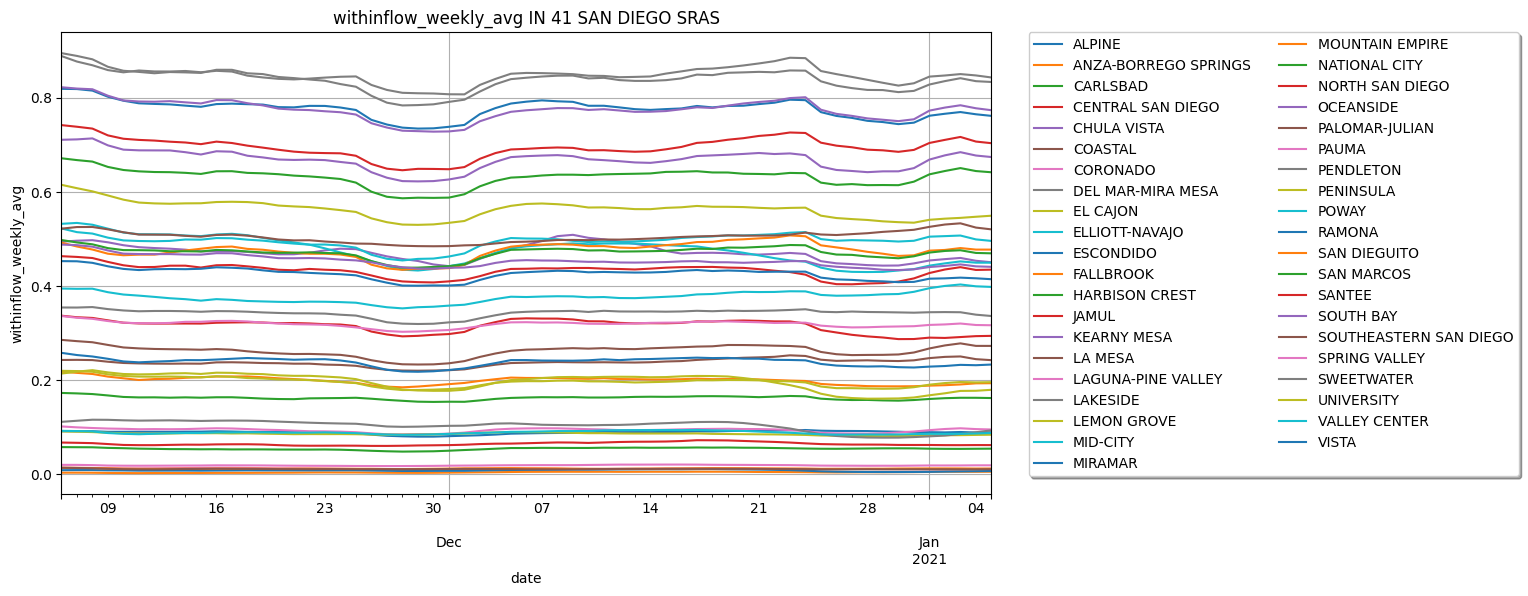 withinflow_weekly_avg IN 41 SAN DIEGO SRAS
withinflow_weekly_avg
0.8
0.6
0.4
0.2
0.0
09
16
23
30
07
14
21
28
04
Dec
Jan
2021
date
ALPINE
ANZA-BORREGO SPRINGS
CARLSBAD
CENTRAL SAN DIEGO
CHULA VISTA
COASTAL
CORONADO
DEL MAR-MIRA MESA
EL CAJON
ELLIOTT-NAVAJO
ESCONDIDO
FALLBROOK
HARBISON CREST
JAMUL
KEARNY MESA
LA MESA
LAGUNA-PINE VALLEY
LAKESIDE
LEMON GROVE
MID-CITY
MIRAMAR
MOUNTAIN EMPIRE
NATIONAL CITY
NORTH SAN DIEGO
OCEANSIDE
PALOMAR-JULIAN
PAUMA
PENDLETON
PENINSULA
POWAY
RAMONA
SAN DIEGUITO
SAN MARCOS
SANTEE
SOUTH BAY
SOUTHEASTERN SAN DIEGO
SPRING VALLEY
SWEETWATER
UNIVERSITY
VALLEY CENTER
VISTA